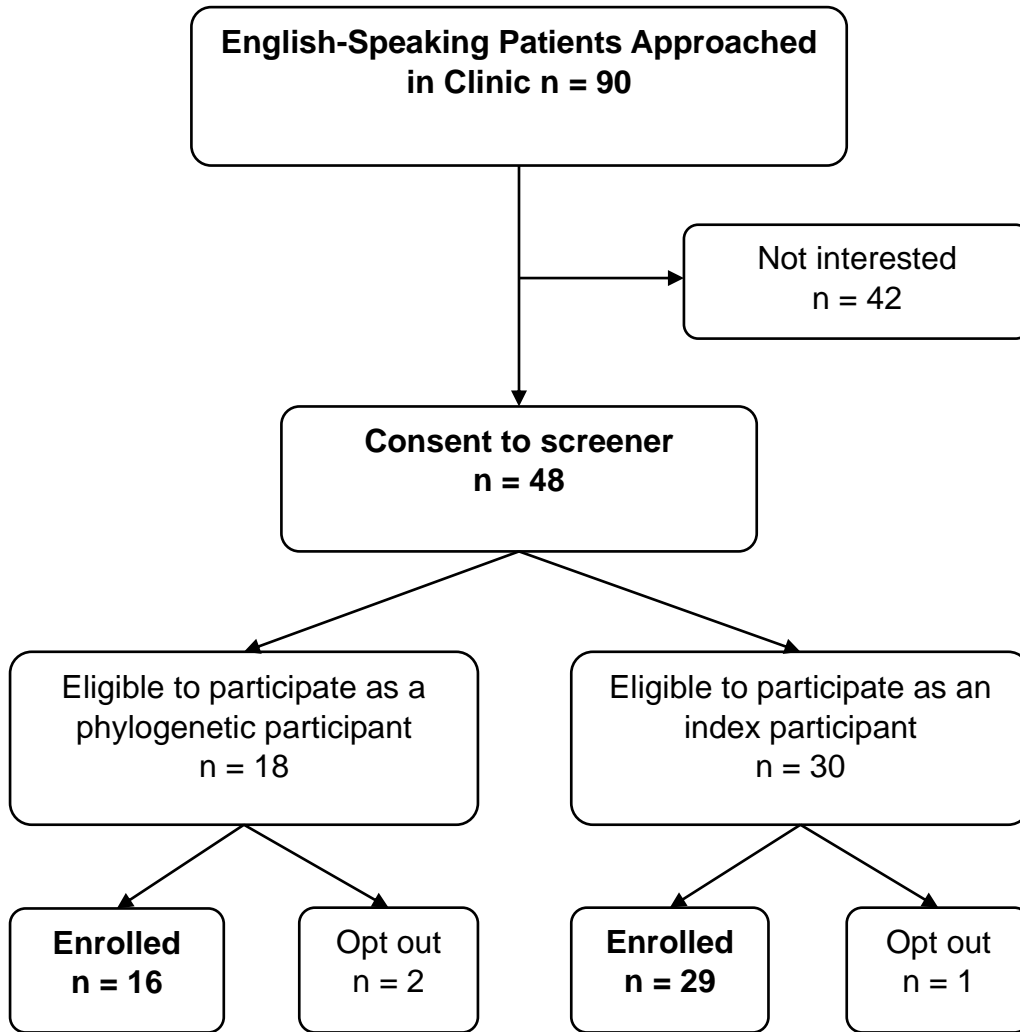 English-Speaking Patients Approached
in Clinic n = 90
Not interested
n = 42
Consent to screener
n = 48
Eligible to participate as a
phylogenetic participant
n = 18
Eligible to participate as an
index participant
n = 30
Enrolled
n = 16
Opt out
n = 2
Enrolled
n = 29
Opt out
n = 1